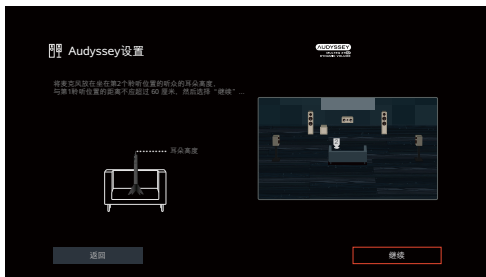 Audyssey设置
AUDYSSEY
将麦克风放在坐在第2个聆听位置的听众的耳朵高度,
与第1聆听位置的距离不应超过 60 厘米、然后选择“继续”...
耳朵高度
返回
继续